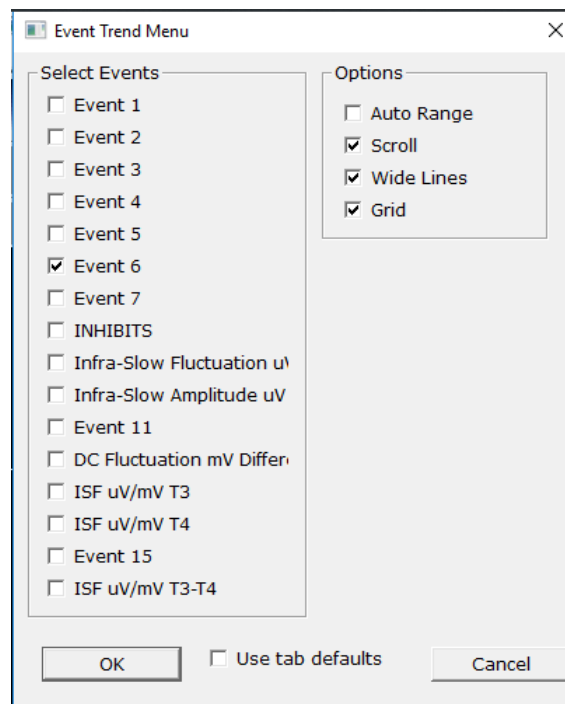 Event Trend Menu
Select Events
Event 1
Event 2
Event 3
Event 4
Event 5
Event 6
Event 7
INHIBITS
Infra-Slow Fluctuation uV
Infra-Slow Amplitude uV
Event 11
DC Fluctuation mV Differ
ISF uV/mV T3
ISF uV/mV T4
Event 15
ISF uV/mV T3-T4
Options
Auto Range
Scroll
Wide Lines
Grid
OK
Use tab defaults
Cancel